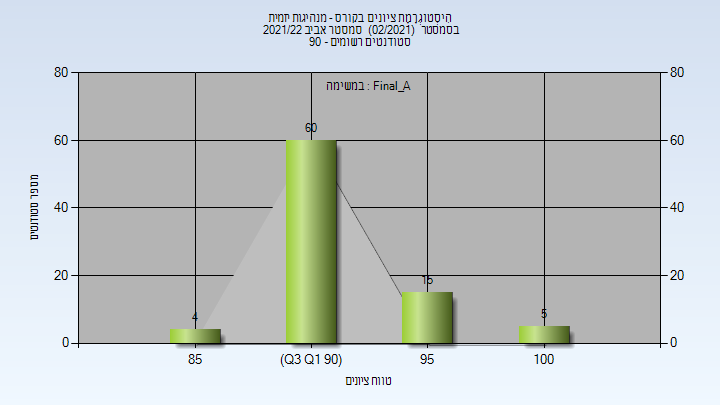 היסטוגרמת ציונים בקורס - מנהיגות יזמית
בסמסטר (02/2021) סמסטר אביב 2021/22
סטודנטים רשומים - 90
במשימה : Final_A
80
60
40
20
0
80
60
40
20
0
מספר סטודנטים
4
60
15
5
85
(Q3 Q1 90)
95
100
טווח ציונים